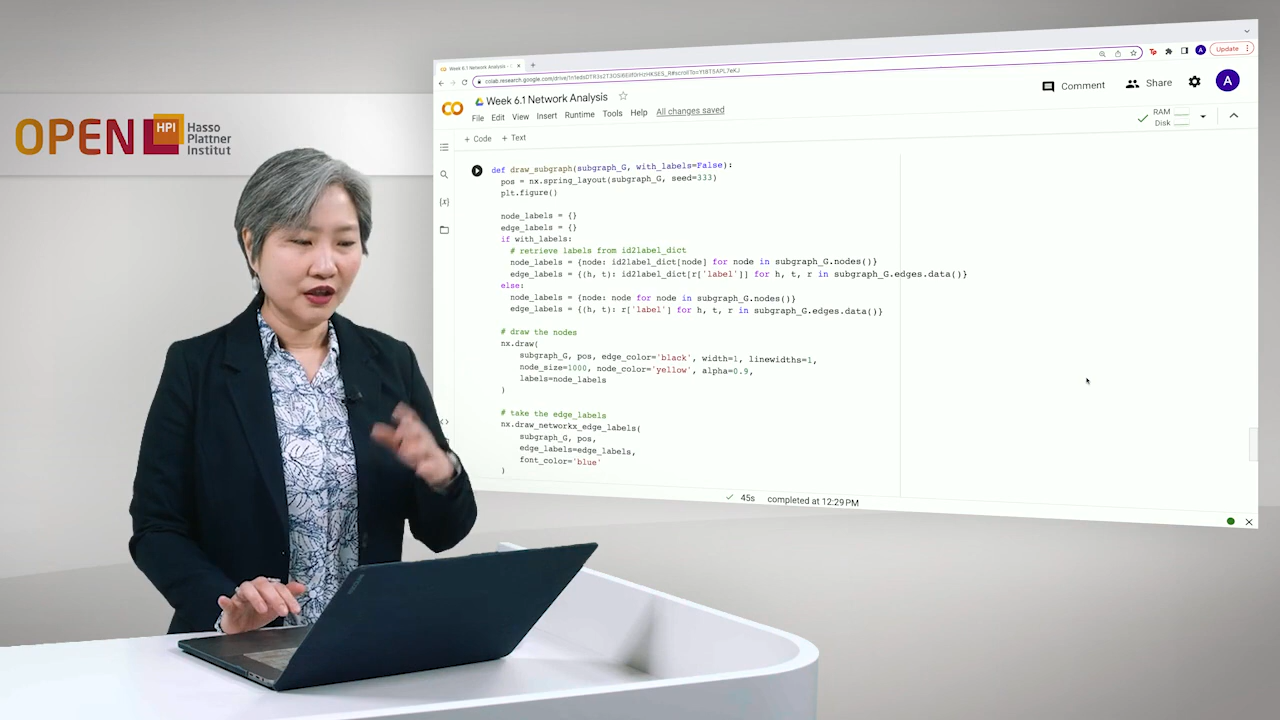 OPEN HPI Hasso
Plattner
Institut
Week 6.1 Network Analysis -
Update
Week 6.1 Network Analysis
Comment
Share
A
File Edit View Insert Runtime Tools Help All changes saved
RAM
Disk
+ Code + Text
def draw_subgraph(subgraph_G, with_labels=False):
pos = nx.spring_layout(subgraph_G, seed=333)
plt.figure()
node_labels = {}
edge_labels = {}
if with_labels:
# retrieve labels from id2label_dict
node_labels = {node: id2label_dict[node] for node in subgraph_G.nodes()}
edge_labels = {(h, t): id2label_dict[r['label']] for h, t, r in subgraph_G.edges.data()}
else:
node_labels = {node: node for node in subgraph_G.nodes()}
edge_labels = {(h, t): r['label'] for h, t, r in subgraph_G.edges.data()}
# draw the nodes
nx.draw(
subgraph_G, pos, edge_color='black', width=1, linewidths=1,
node_size=1000, node_color='yellow', alpha=0.9,
labels=node_labels
)
# take the edge_labels
nx.draw_networkx_edge_labels(
subgraph_G, pos,
edge_labels=edge_labels,
font_color='blue'
)
45s completed at 12:29 PM